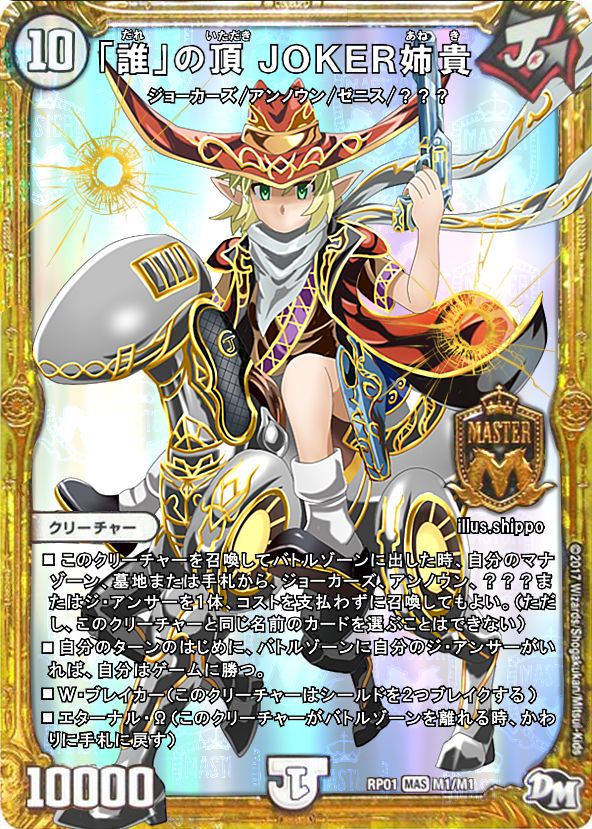 10
「誰」の頂 JOKER姉貴
だれ いただき あねき
ジョーカーズ/アンノウン/ゼニス/???
J
MASTER
M
クリーチャー
illus.shippo
■このクリーチャーを召喚してバトルゾーンに出した時、自分のマナ
ゾーン、墓地または手札から、ジョーカーズ、アンノウン、???ま
たはジ・アンサーを1体、コストを支払わずに召喚してもよい。(ただ
し、このクリーチャーと同じ名前のカードを選ぶことはできない)
■自分のターンのはじめに、バトルゾーンに自分のジ・アンサーがい
れば、自分はゲームに勝つ。
■W・ブレイカー(このクリーチャーはシールドを2つブレイクする)
■エターナル・Ω(このクリーチャーがバトルゾーンを離れる時、かわ
りに手札に戻す)
10000
RP01 MAS M1/M1
DM
©2017 Wizards/Shogakukan/Mitsui-Kids